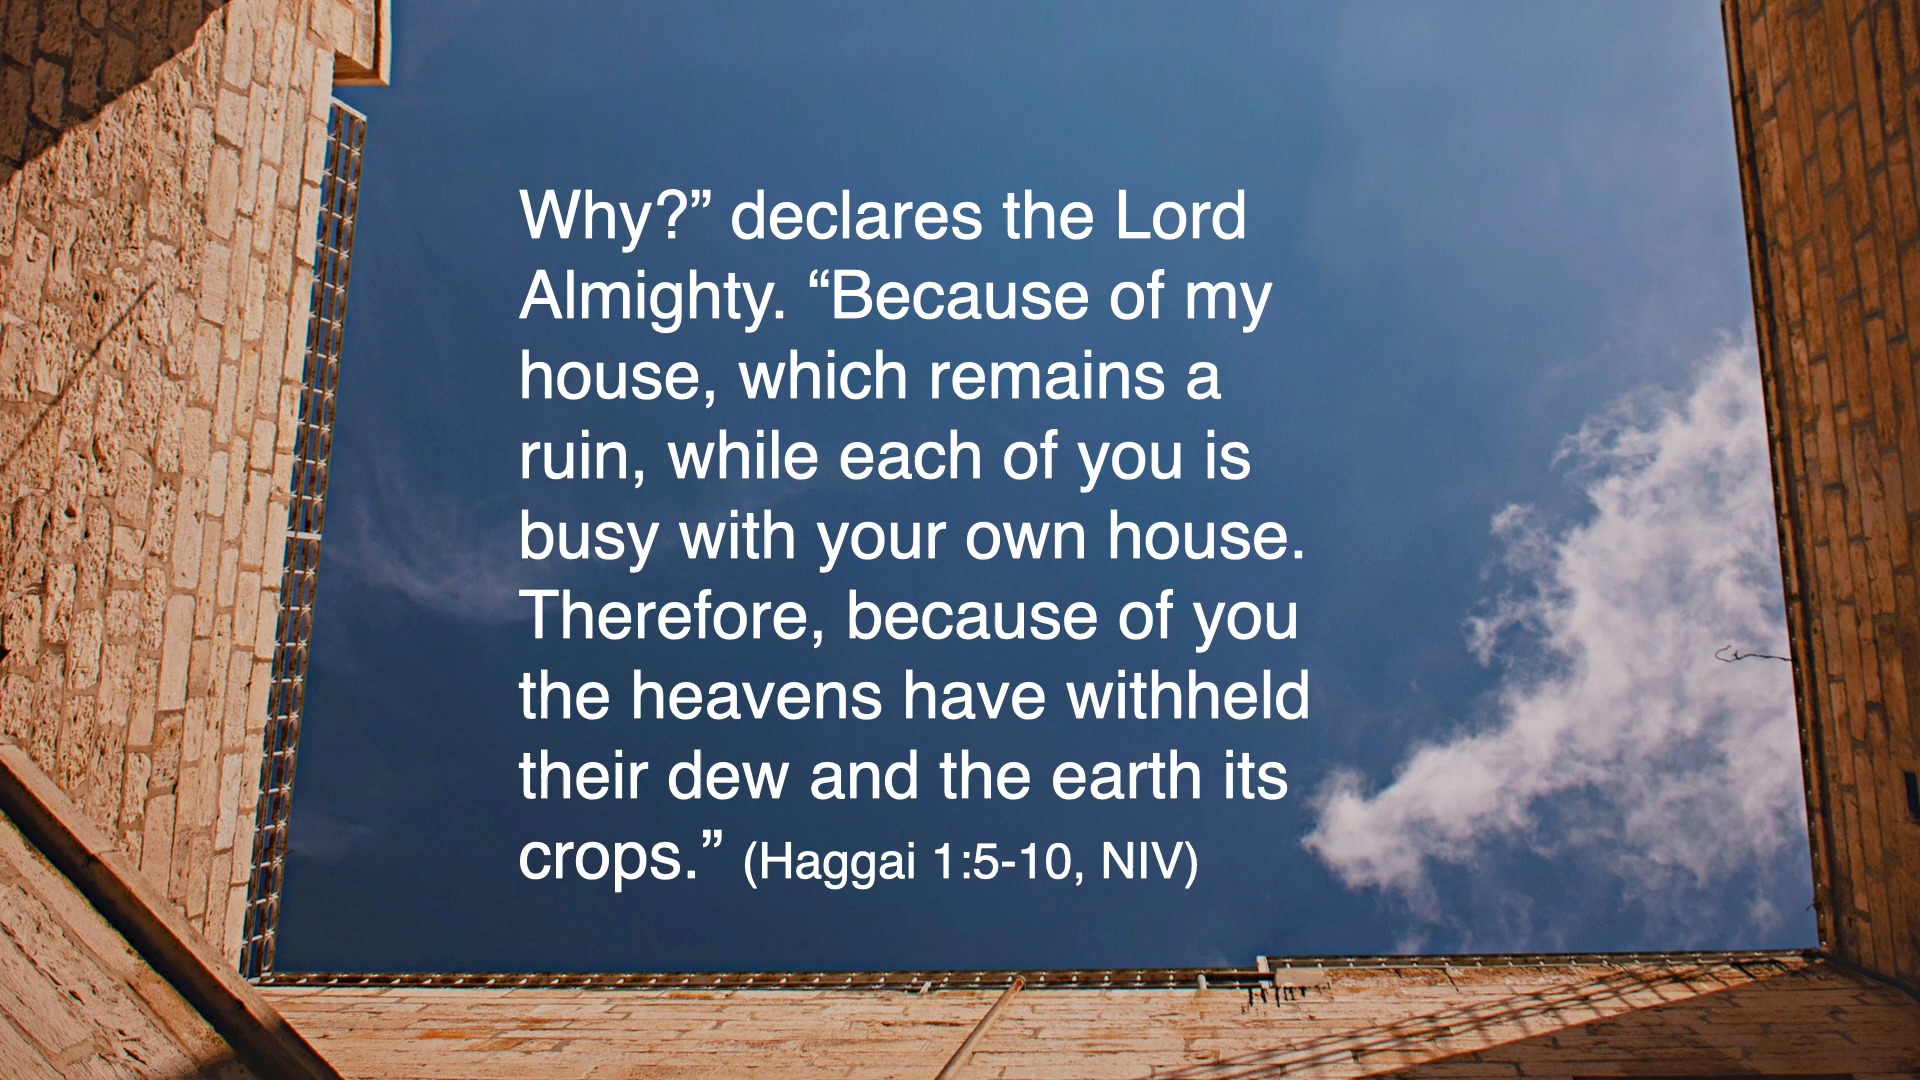 Why?” declares the Lord
Almighty. “Because of my
house, which remains a
ruin, while each of you is
busy with your own house.
Therefore, because of you
the heavens have withheld
their dew and the earth its
crops.” (Haggai 1:5-10, NIV)